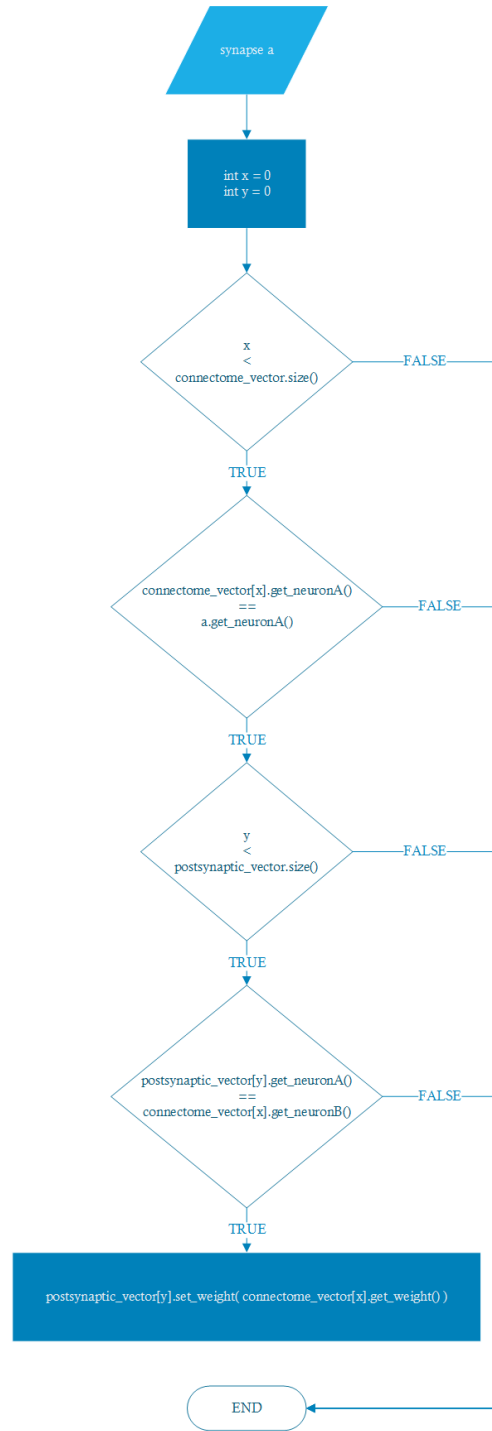 synapse a
int x = 0
int y = 0
x
<
connectome_vector.size()
FALSE
TRUE
connectome_vector[x].get_neuronA()
==
a.get_neuronA()
FALSE
TRUE
y
<
postsynaptic_vector.size()
FALSE
TRUE
postsynaptic_vector[y].get_neuronA()
==
connectome_vector[x].get_neuronB()
FALSE
TRUE
postsynaptic_vector[y].set_weight( connectome_vector[x].get_weight() )
END